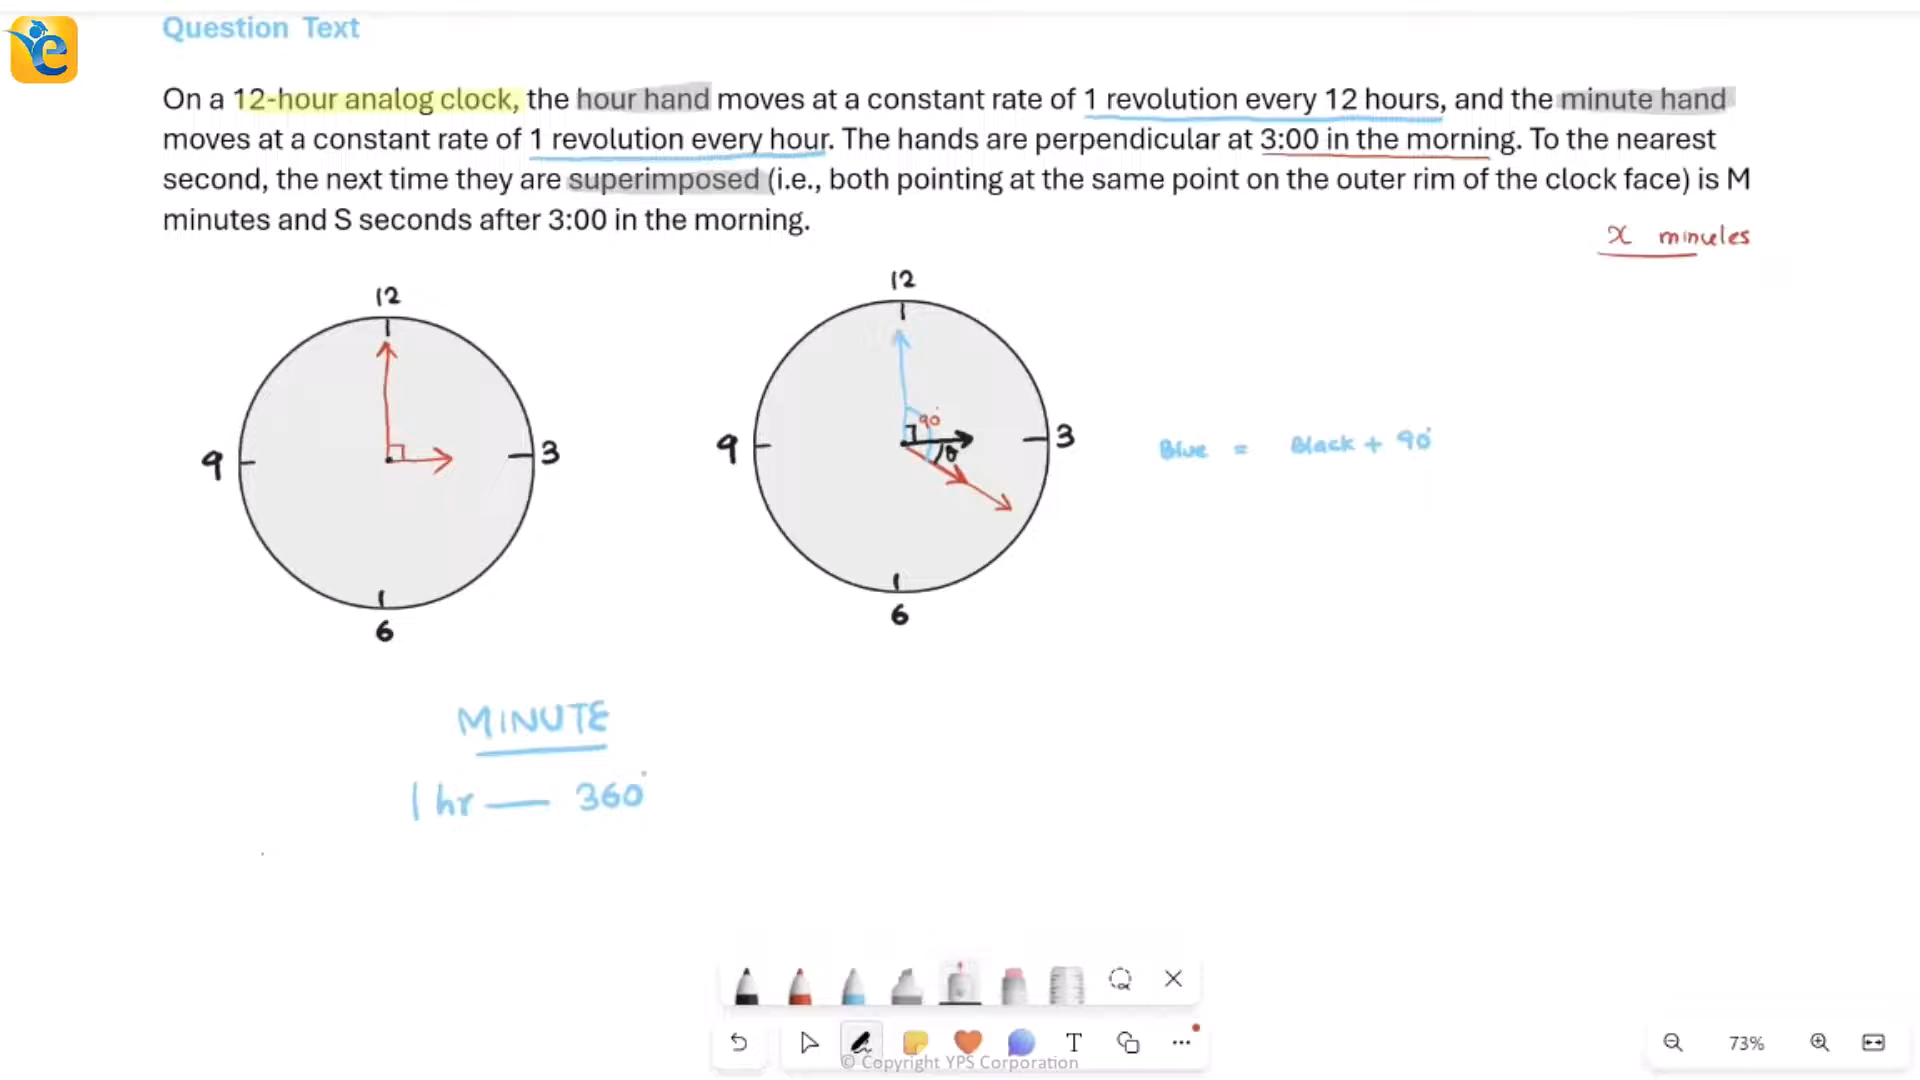 Question Text
On a 12-hour analog clock, the hour hand moves at a constant rate of 1 revolution every 12 hours, and the minute hand
moves at a constant rate of 1 revolution every hour. The hands are perpendicular at 3:00 in the morning. To the nearest
second, the next time they are superimposed (i.e., both pointing at the same point on the outer rim of the clock face) is M
minutes and S seconds after 3:00 in the morning.
x minutes
12
9
3
6
12
90°
θ
9
3
6
Blue = Black + 90°
MINUTE
1 hr — 360°
T
73%
© Copyright YPS Corporation